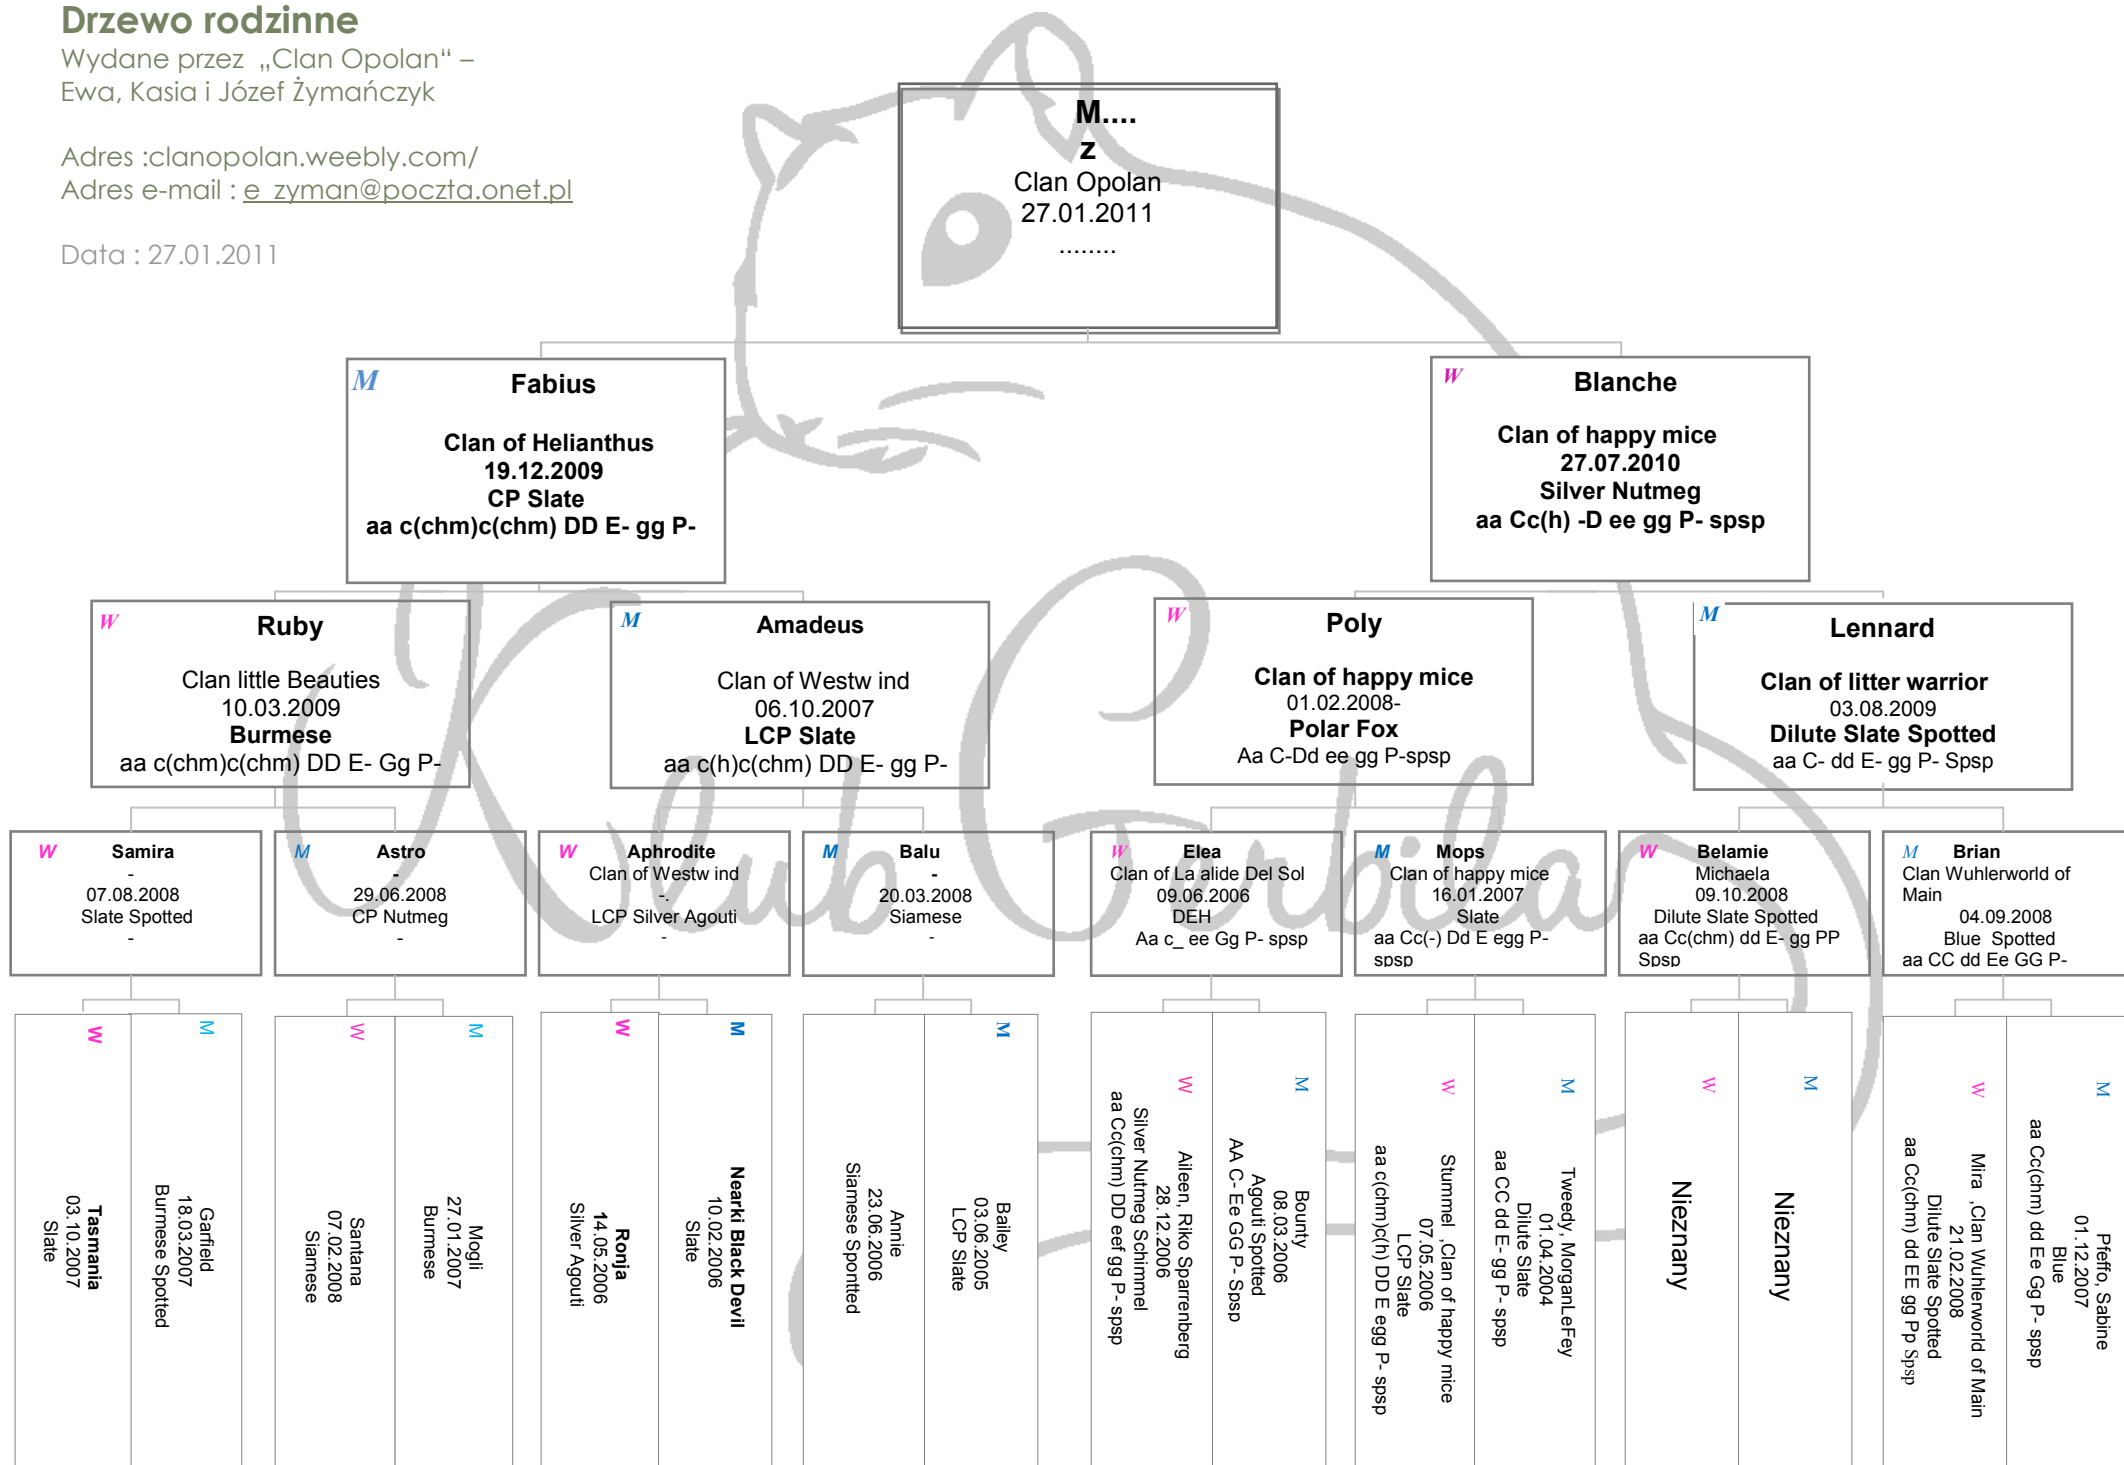 Drzewo rodzinne
Wydane przez „Clan Opolan“ –
Ewa, Kasia i Józef Żymańczyk
Adres :clanopolan.weebly.com/
Adres e-mail : e_zyman@poczta.onet.pl
Data : 27.01.2011
M....
z
Clan Opolan
27.01.2011
........
M
Fabius
Clan of Helianthus
19.12.2009
CP Slate
aa c(chm)c(chm) DD E- gg P-
W
Blanche
Clan of happy mice
27.07.2010
Silver Nutmeg
aa Cc(h) -D ee gg P- spsp
W
Ruby
Clan little Beauties
10.03.2009
Burmese
aa c(chm)c(chm) DD E- Gg P-
M
Amadeus
Clan of Westw ind
06.10.2007
LCP Slate
aa c(h)c(chm) DD E- gg P-
W
Poly
Clan of happy mice
01.02.2008-
Polar Fox
Aa C-Dd ee gg P-spsp
M
Lennard
Clan of litter warrior
03.08.2009
Dilute Slate Spotted
aa C- dd E- gg P- Spsp
W Samira
-
07.08.2008
Slate Spotted
-
M Astro
-
29.06.2008
CP Nutmeg
-
W Aphrodite
Clan of Westw ind
-.
LCP Silver Agouti
-
M Balu
-
20.03.2008
Siamese
-
W Elea
Clan of La alide Del Sol
09.06.2006
DEH
Aa c_ ee Gg P- spsp
M Mops
Clan of happy mice
16.01.2007
Slate
aa Cc(-) Dd E egg P-
spsp
W Belamie
Michaela
09.10.2008
Dilute Slate Spotted
aa Cc(chm) dd E- gg PP
Spsp
M Brian
Clan Wuhlerworld of
Main
04.09.2008
Blue Spotted
aa CC dd Ee GG P-
W
Tasmania
03.10.2007
Slate
M
Garfield
18.03.2007
Burmese Spotted
W
Santana
07.02.2008
Siamese
M
Mogli
27.01.2007
Burmese
W
Ronja
14.05.2006
Silver Agouti
M
Nearki Black Devil
10.02.2006
Slate
Annie
23.06.2006
Siamese Spontted
M
Bailey
03.06.2005
LCP Slate
W
Aileen, Riko Sparrenberg
28.12.2006
Silver Nutmeg Schimmel
aa Cc(chm) DD eef gg P- spsp
M
Bounty
08.03.2006
Agouti Spotted
AA C- Ee GG P- Spsp
W
Stummel ,Clan of happy mice
07.05.2006
LCP Slate
aa c(chm)c(h) DD E egg P- spsp
M
Tweedy, MorganLeFey
01.04.2004
Dilute Slate
aa CC dd E- gg P- spsp
W
Nieznany
M
Nieznany
W
Mira ,Clan Wuhlerworld of Main
21.02.2008
Dilute Slate Spotted
aa Cc(chm) dd EE gg Pp Spsp
M
Pfeffo, Sabine
01.12.2007
Blue
aa Cc(chm) dd Ee Gg P- spsp
Klub Gerbila